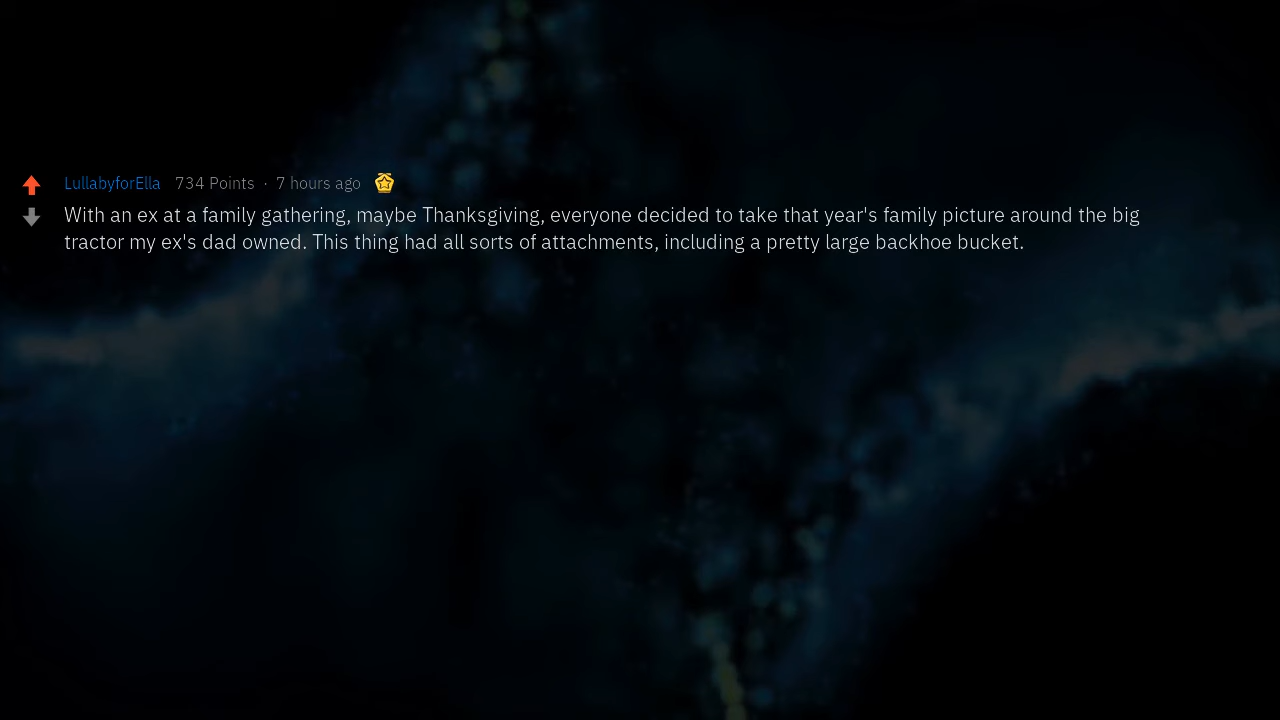 LullabyforElla 734 Points · 7 hours ago
With an ex at a family gathering, maybe Thanksgiving, everyone decided to take that year's family picture around the big
tractor my ex's dad owned. This thing had all sorts of attachments, including a pretty large backhoe bucket.